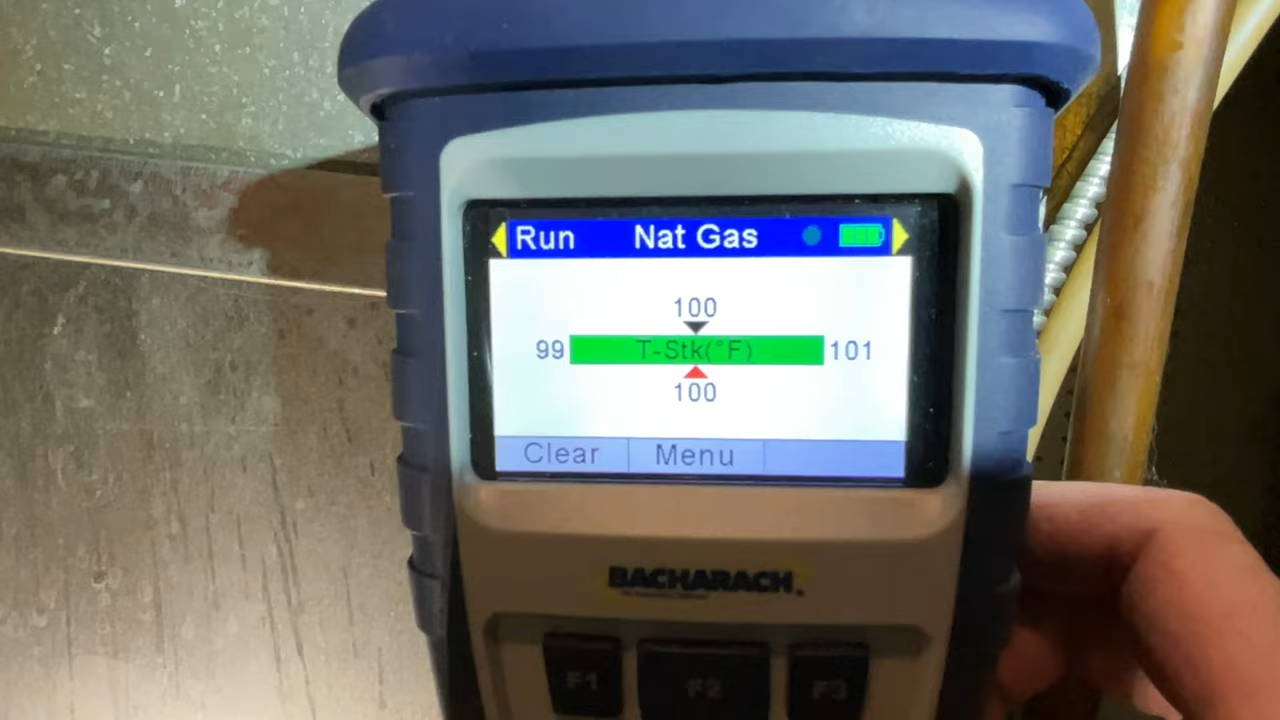 Run Nat Gas
100
99 T-Stk(°F) 101
100
Clear Menu
BACHARACH
F1 F2 F3